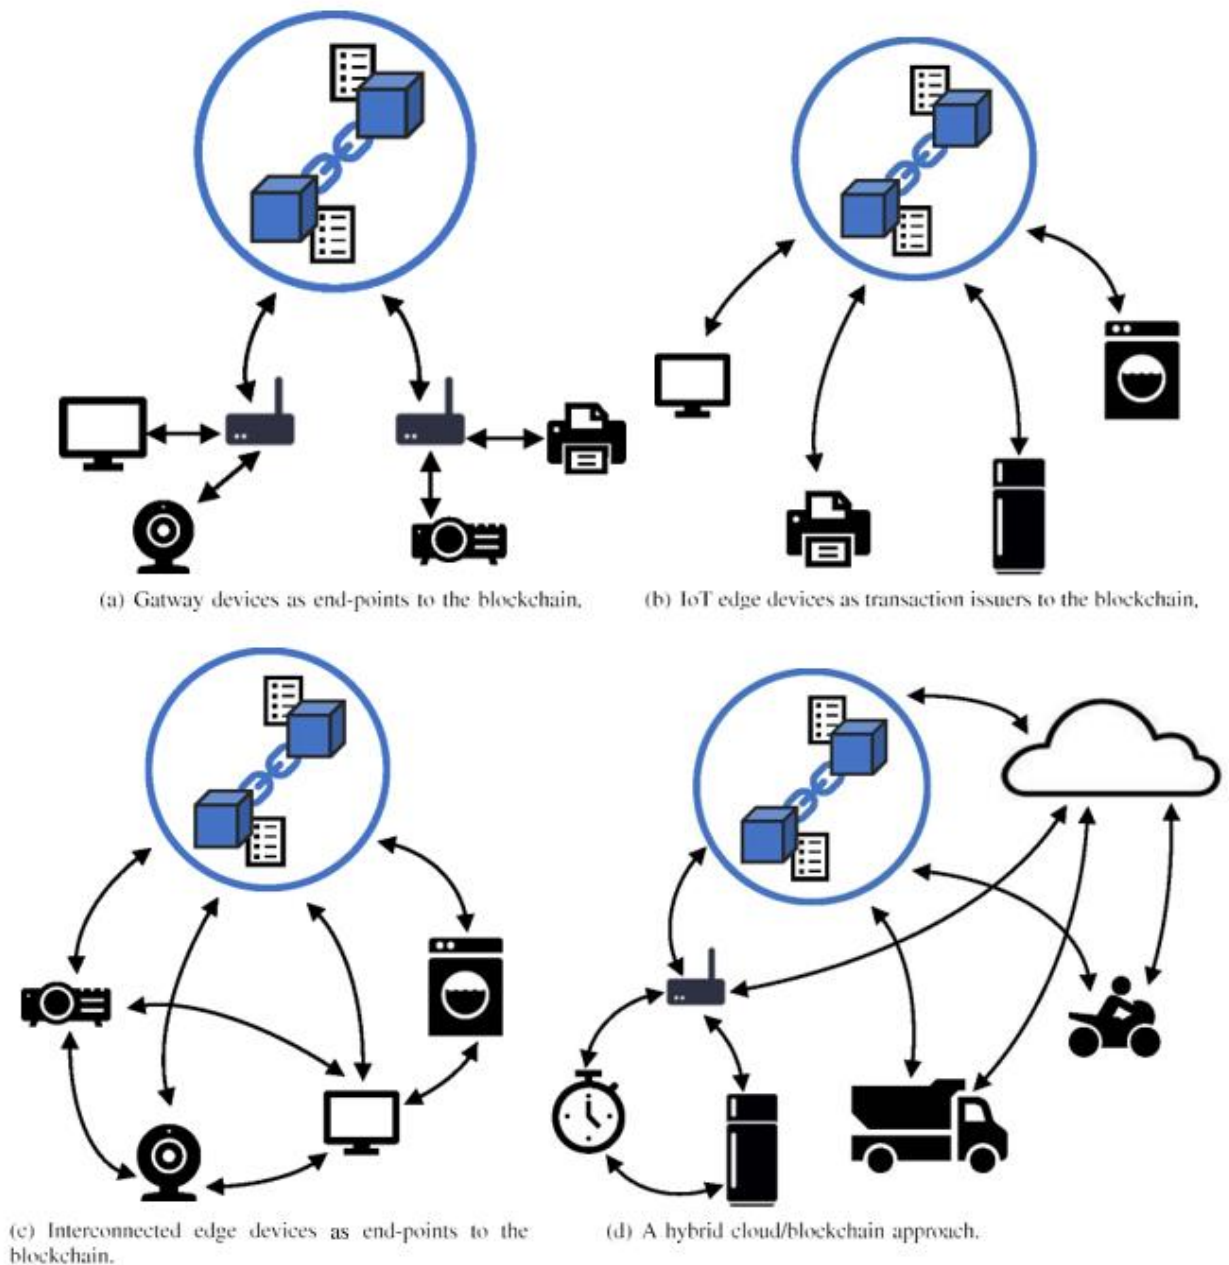 (a) Gatway devices as end-points to the blockchain,
(b) IoT edge devices as transaction issuers to the blockchain,
(c) Interconnected edge devices as end-points to the
blockchain.
(d) A hybrid cloud/blockchain approach.